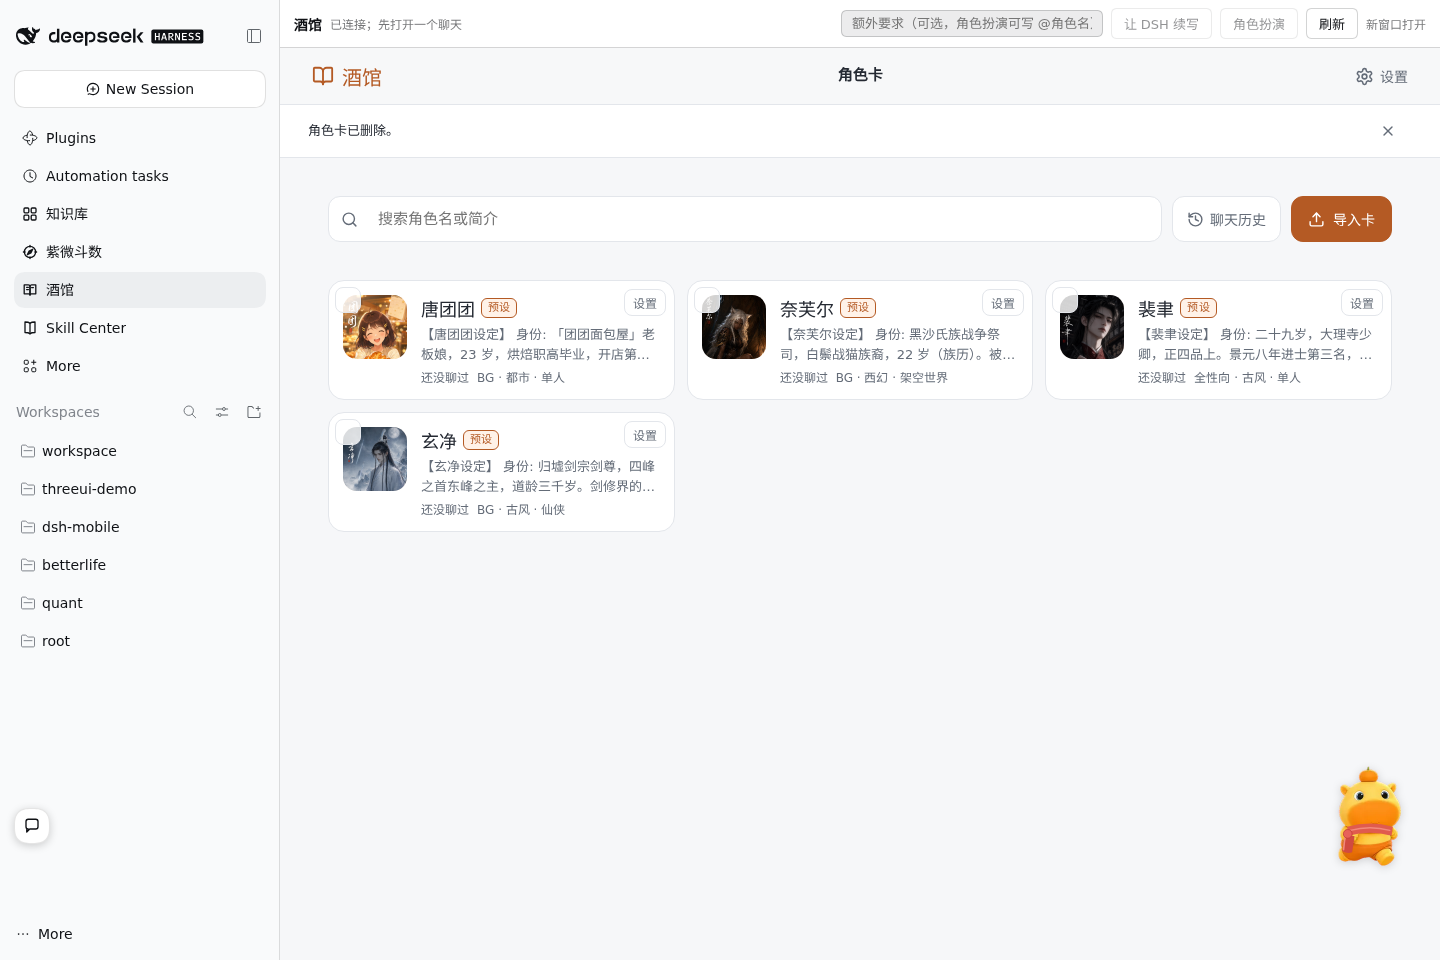 deepseek HARNESS
New Session
Plugins
Automation tasks
知识库
紫微斗数
酒馆
Skill Center
More
Workspaces
workspace
threeui-demo
dsh-mobile
betterlife
quant
root
More
酒馆 已连接；先打开一个聊天
额外要求（可选，角色扮演可写 @角色名）
让 DSH 续写
角色扮演
刷新
新窗口打开
酒馆
角色卡
设置
角色卡已删除。
搜索角色名或简介
聊天历史
导入卡
唐团团 预设
设置
【唐团团设定】 身份: 「团团面包屋」老
板娘，23 岁，烘焙职高毕业，开店第…
还没聊过 BG · 都市 · 单人
奈芙尔 预设
设置
【奈芙尔设定】 身份: 黑沙氏族战争祭
司，白鬃战猫族裔，22 岁（族历）。被…
还没聊过 BG · 西幻 · 架空世界
裴聿 预设
设置
【裴聿设定】 身份: 二十九岁，大理寺少
卿，正四品上。景元八年进士第三名，…
还没聊过 全性向 · 古风 · 单人
玄净 预设
设置
【玄净设定】 身份: 归墟剑宗剑尊，四峰
之首东峰之主，道龄三千岁。剑修界的…
还没聊过 BG · 古风 · 仙侠